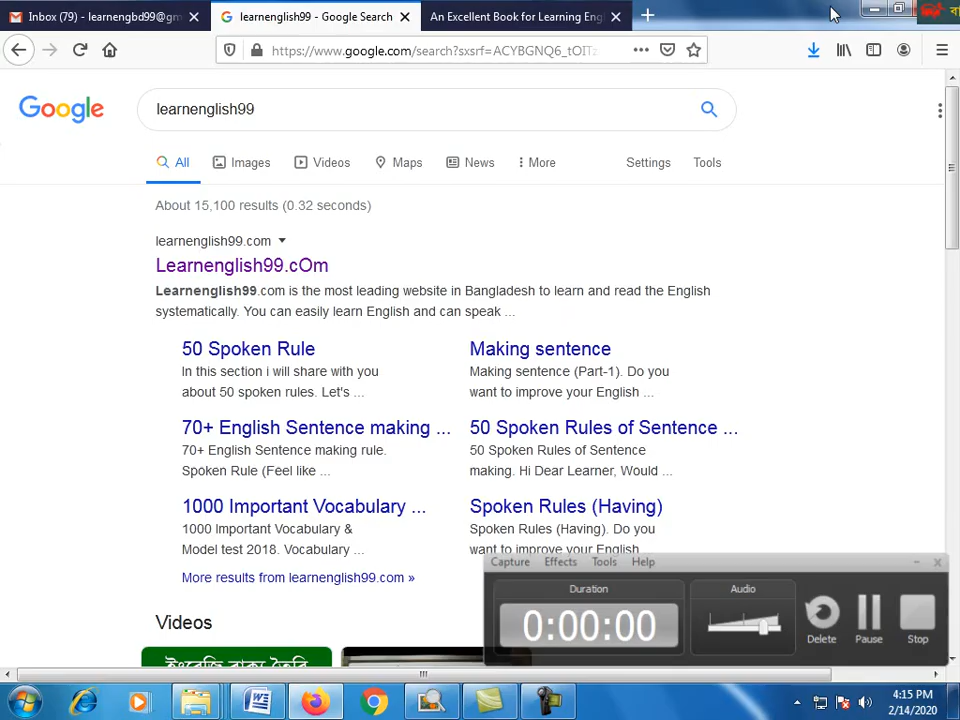 Inbox (79) - learnengbd99@gm
learnenglish99 - Google Search
An Excellent Book for Learning Eng
https://www.google.com/search?sxsrf=ACYBGNQ6_tOITz
Google
learnenglish99
All
Images
Videos
Maps
News
More
Settings
Tools
About 15,100 results (0.32 seconds)
learnenglish99.com
Learnenglish99.cOm
Learnenglish99.com is the most leading website in Bangladesh to learn and read the English
systematically. You can easily learn English and can speak ...
50 Spoken Rule
In this section i will share with you
about 50 spoken rules. Let's ...
Making sentence
Making sentence (Part-1). Do you
want to improve your English ...
70+ English Sentence making ...
70+ English Sentence making rule.
Spoken Rule (Feel like ...
50 Spoken Rules of Sentence ...
50 Spoken Rules of Sentence
making. Hi Dear Learner, Would ...
1000 Important Vocabulary ...
1000 Important Vocabulary &
Model test 2018. Vocabulary ...
Spoken Rules (Having)
Spoken Rules (Having). Do you
want to improve your English
More results from learnenglish99.com »
Videos
ইংরেজি বাক্য তৈরি
Capture
Effects
Tools
Help
Duration
0:00:00
Audio
Delete
Pause
Stop
4:15 PM
2/14/2020